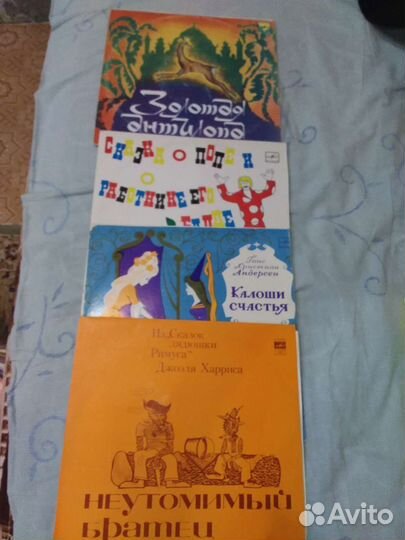 Золотая
антилопа
СКАЗКА О ПОПЕ И
О
РАБОТНИКЕ ЕГО
БАЛДЕ
Ганс
Христиан
Андерсен
КАЛОШИ
СЧАСТЬЯ
Из „Сказок
дядюшки
Римуса"
Джоэля Харриса
НЕУТОМИМЫЙ
БРАТЕЦ
Avito